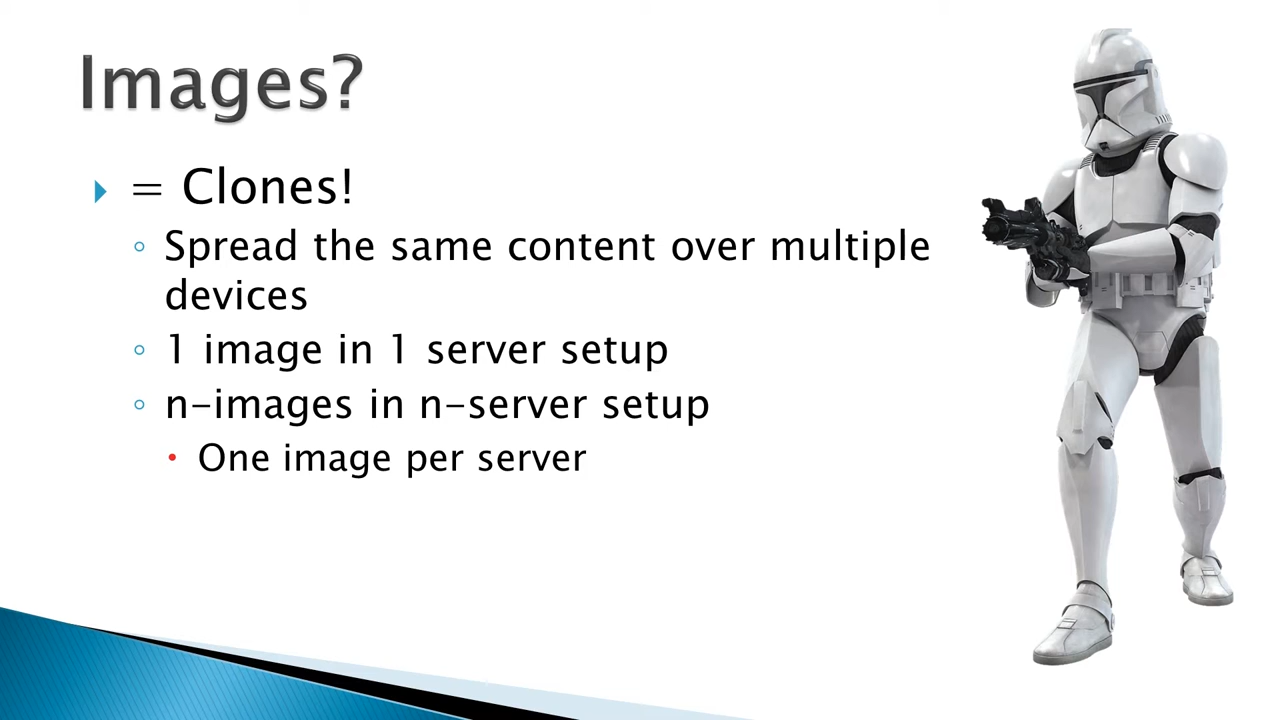 Images?
= Clones!
Spread the same content over multiple
devices
1 image in 1 server setup
n-images in n-server setup
One image per server